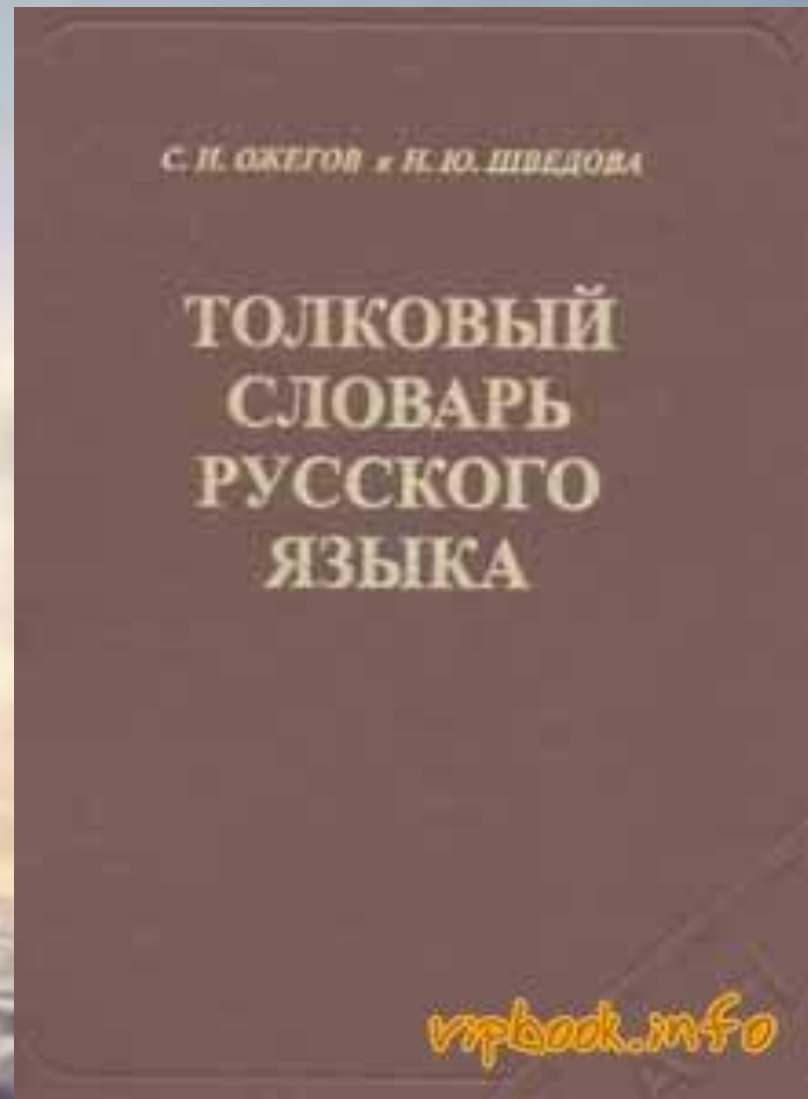 С. И. ОЖЕГОВ и Н. Ю. ШВЕДОВА
ТОЛКОВЫЙ
СЛОВАРЬ
РУССКОГО
ЯЗЫКА
vipbook.info